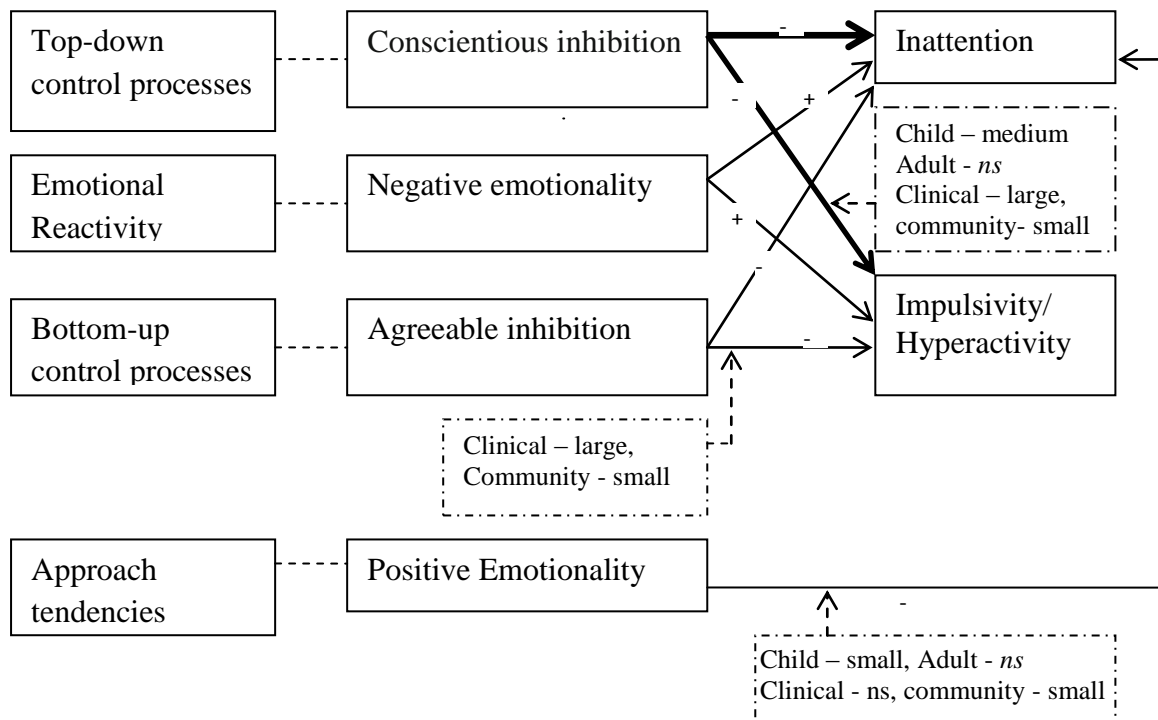 Top-down
control processes
Conscientious inhibition
-
Inattention
-
+
Child – medium
Adult - ns
Clinical – large,
community- small
Emotional
Reactivity
Negative emotionality
+
-
Bottom-up
control processes
Agreeable inhibition
-
Impulsivity/
Hyperactivity
Clinical – large,
Community - small
Approach
tendencies
Positive Emotionality
-
Child – small, Adult - ns
Clinical - ns, community - small